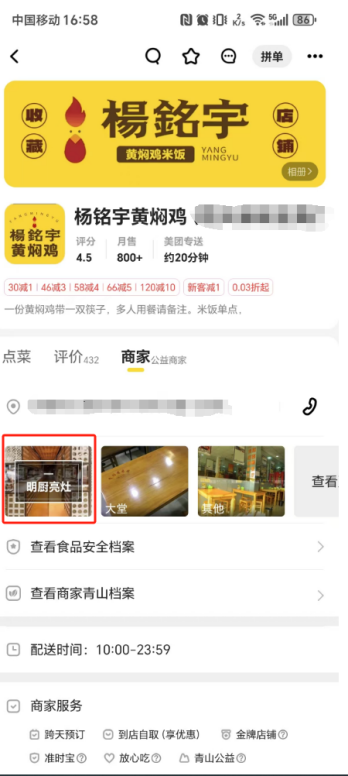 中国移动 16:58
86
拼单
收藏
楊銘宇
黄焖鸡米饭
YANG MINGYU
店鋪
相册>
楊銘宇
黄焖鸡
杨铭宇黄焖鸡（
评分 月售 美团专送
4.5 800+ 约20分钟
30减1 46减3 58减4 66减5 120减10 新客减1 0.03折起
一份黄焖鸡带一双筷子，多人用餐请备注。米饭单点。
点菜 评价432 商家公益商家
明厨亮灶
大堂
其他
查看
查看食品安全档案
查看商家青山档案
配送时间：10:00-23:59
商家服务
跨天预订 到店自取 (享优惠) 金牌店铺
准时宝 放心吃 青山公益